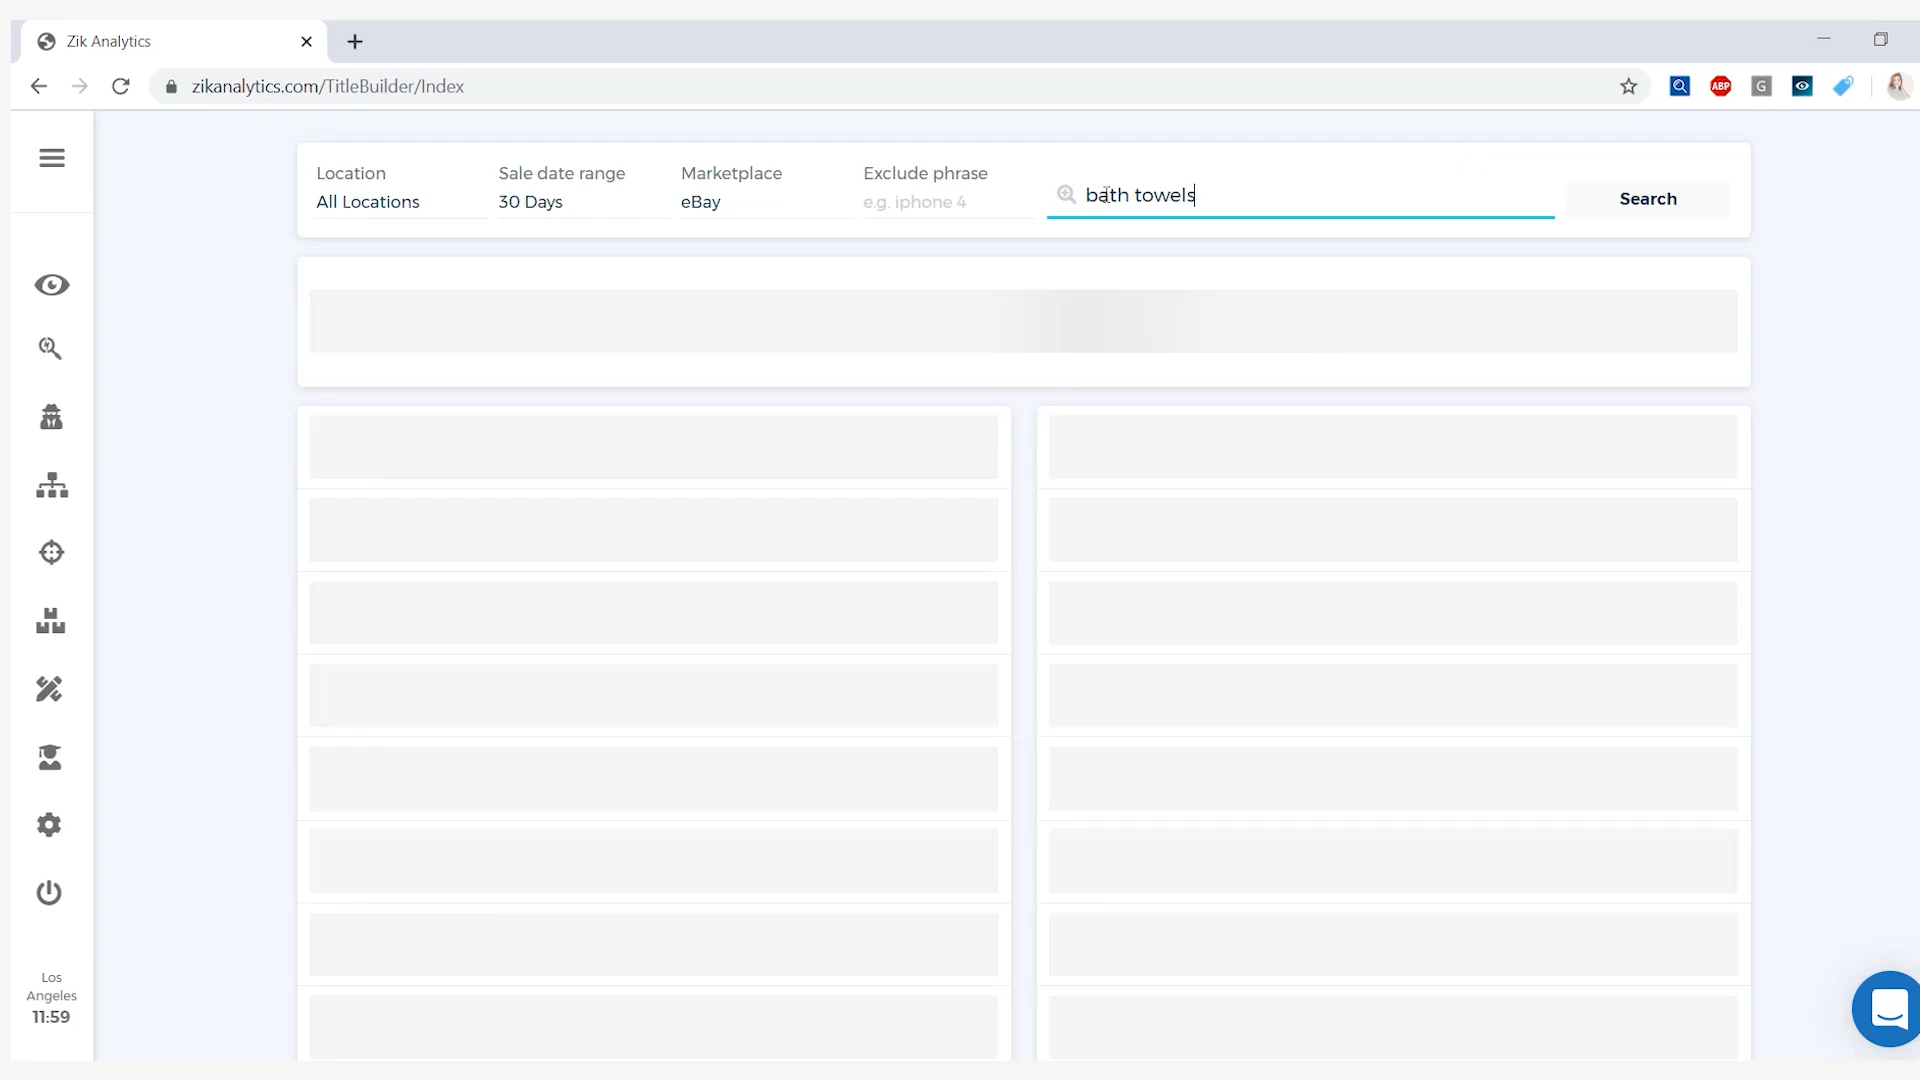 Zik Analytics
zikanalytics.com/TitleBuilder/Index
ABP
G
Location
All Locations
Sale date range
30 Days
Marketplace
eBay
Exclude phrase
e.g. iphone 4
bath towels
Search
Los
Angeles
11:59